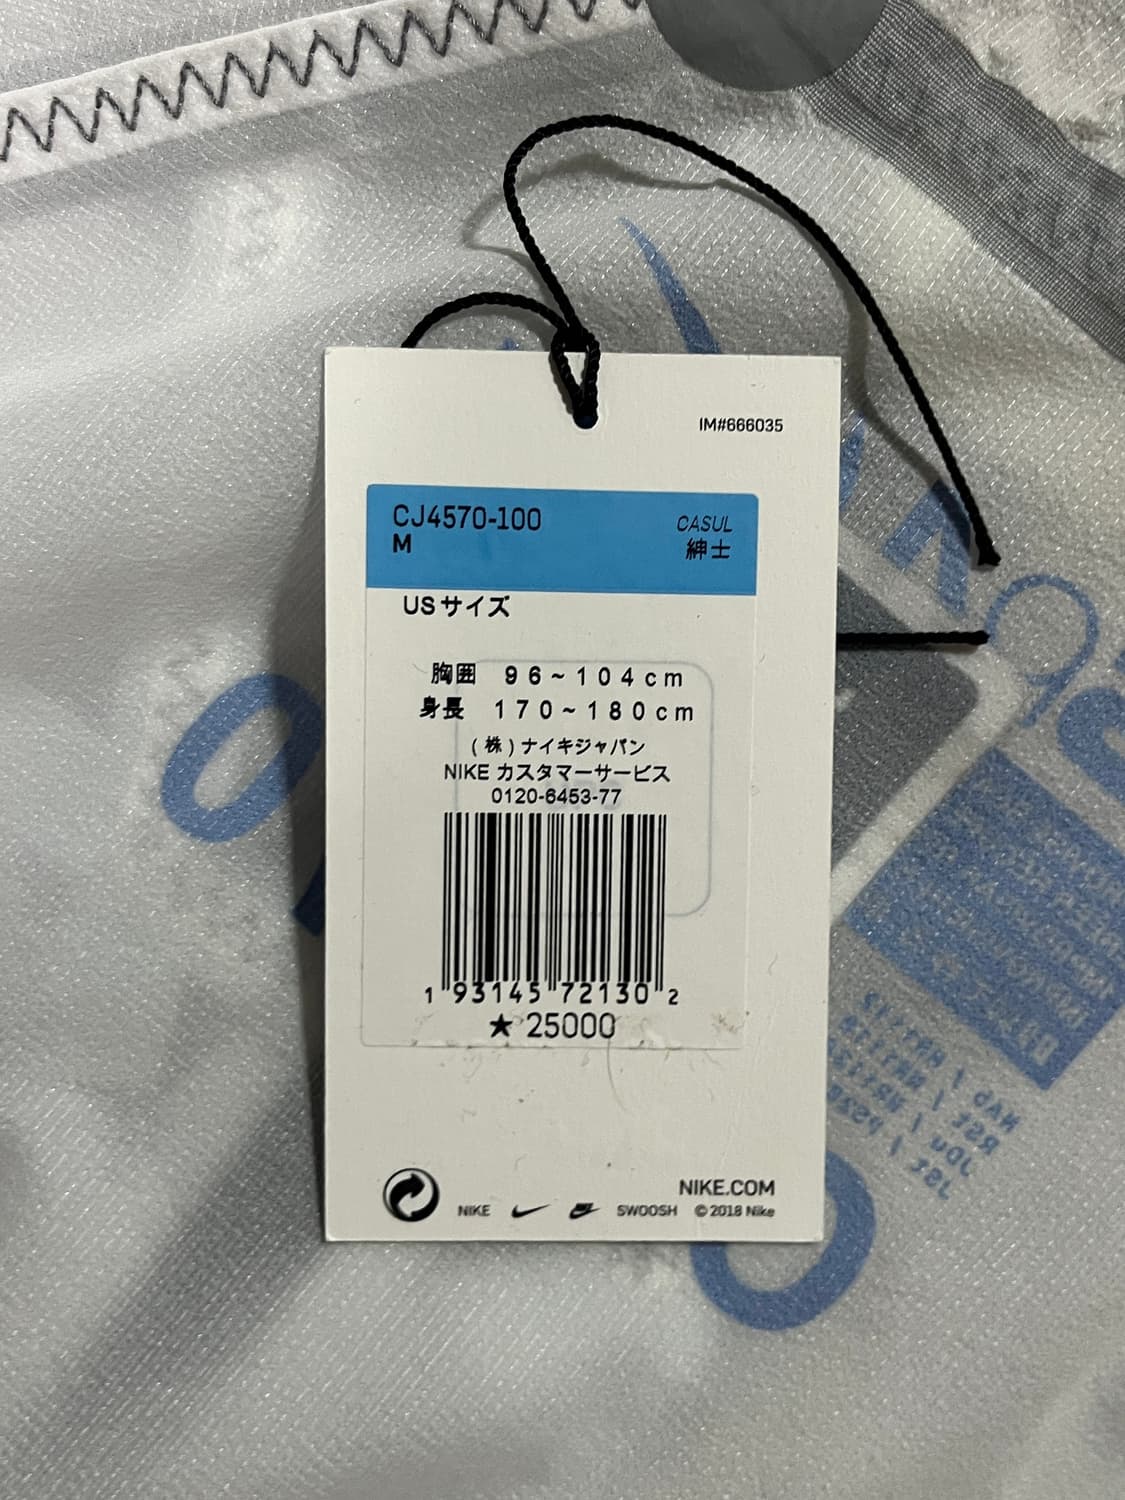 IM#666035
CJ4570-100
CASUL
M
紳士
USサイズ
胸囲 96~104cm
身長 170~180cm
(株)ナイキジャパン
NIKE カスタマーサービス
0120-6453-77
1 93145 72130 2
★ 25000
NIKE.COM
NIKE SWOOSH © 2018 Nike